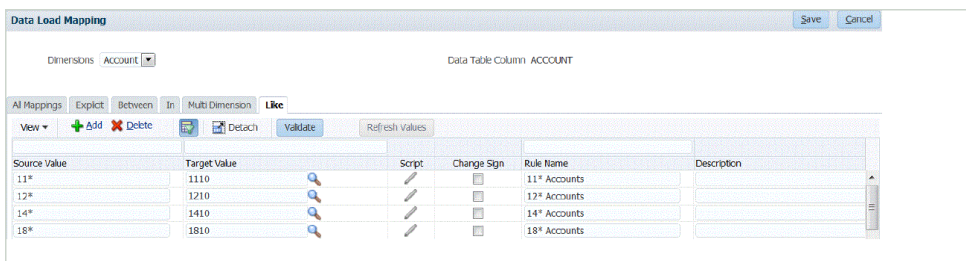 Data Load Mapping Save Cancel
Dimensions Account Data Table Column ACCOUNT
All Mappings Explicit Between In Multi Dimension Like
View Add Delete Detach Validate Refresh Values
Source Value Target Value Script Change Sign Rule Name Description
11* 1110 11* Accounts
12* 1210 12* Accounts
14* 1410 14* Accounts
18* 1810 18* Accounts